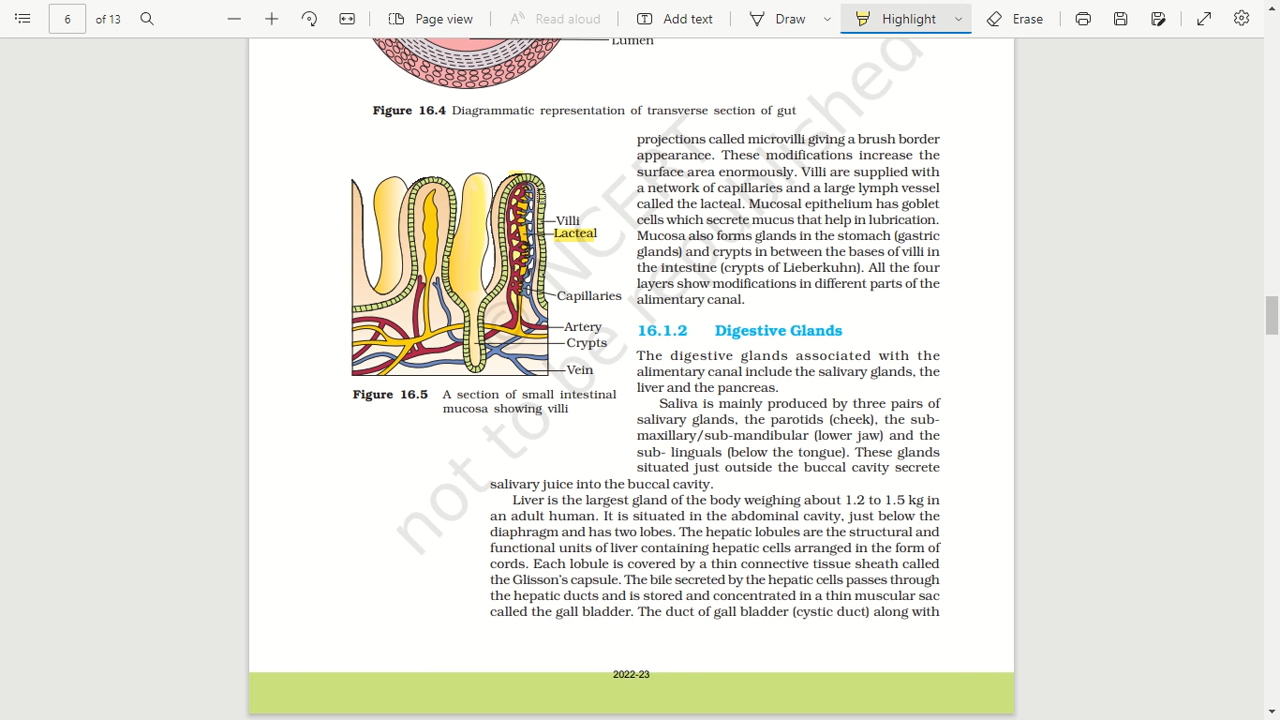 6 of 13 Page view Read aloud Add text Draw Highlight Erase
Lumen
Figure 16.4 Diagrammatic representation of transverse section of gut
projections called microvilli giving a brush border
appearance. These modifications increase the
surface area enormously. Villi are supplied with
a network of capillaries and a large lymph vessel
called the lacteal. Mucosal epithelium has goblet
cells which secrete mucus that help in lubrication.
Mucosa also forms glands in the stomach (gastric
glands) and crypts in between the bases of villi in
the intestine (crypts of Lieberkuhn). All the four
layers show modifications in different parts of the
alimentary canal.
Villi
Lacteal
Capillaries
Artery
Crypts
Vein
Figure 16.5 A section of small intestinal
mucosa showing villi
16.1.2 Digestive Glands
The digestive glands associated with the
alimentary canal include the salivary glands, the
liver and the pancreas.
Saliva is mainly produced by three pairs of
salivary glands, the parotids (cheek), the sub-
maxillary/sub-mandibular (lower jaw) and the
sub- linguals (below the tongue). These glands
situated just outside the buccal cavity secrete
salivary juice into the buccal cavity.
Liver is the largest gland of the body weighing about 1.2 to 1.5 kg in
an adult human. It is situated in the abdominal cavity, just below the
diaphragm and has two lobes. The hepatic lobules are the structural and
functional units of liver containing hepatic cells arranged in the form of
cords. Each lobule is covered by a thin connective tissue sheath called
the Glisson's capsule. The bile secreted by the hepatic cells passes through
the hepatic ducts and is stored and concentrated in a thin muscular sac
called the gall bladder. The duct of gall bladder (cystic duct) along with
© NCERT
not to be republished
2022-23